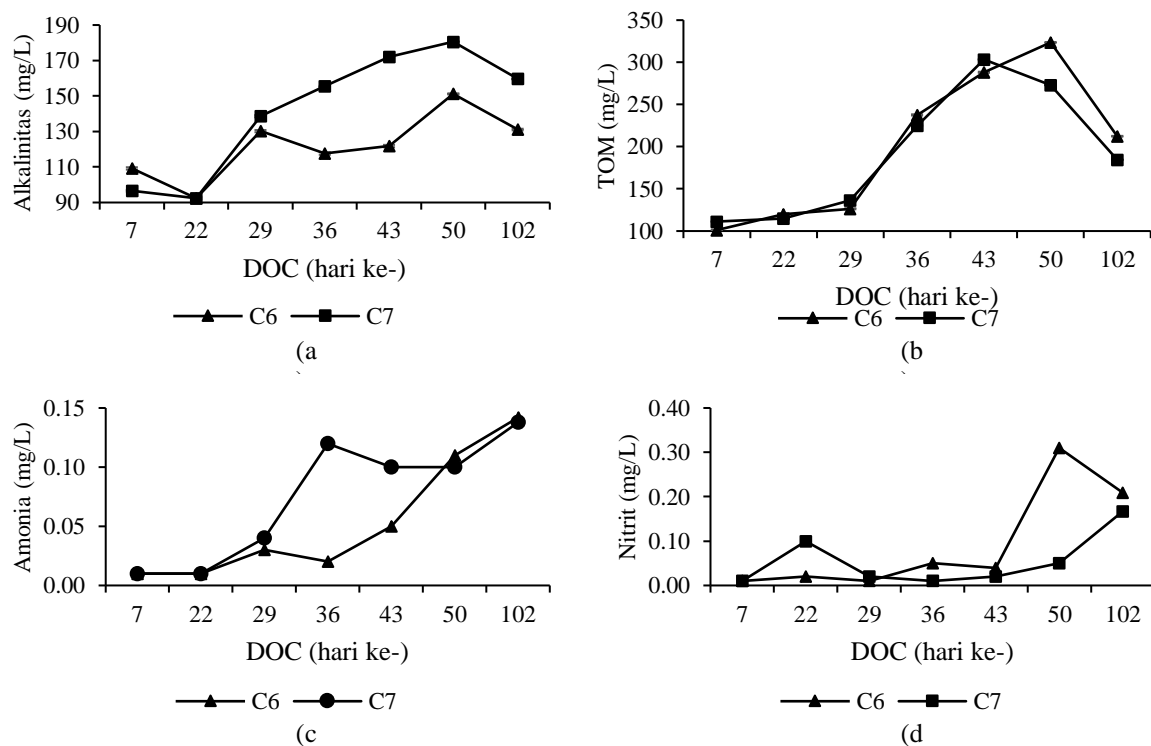 190
170
150
130
110
90
Alkalinitas (mg/L)
7 22 29 36 43 50 102
DOC (hari ke-)
C6 C7
(a
)
350
300
250
200
150
100
TOM (mg/L)
7 22 29 36 43 50 102
DOC (hari ke-)
C6 C7
(b
)
0.15
0.10
0.05
0.00
Amonia (mg/L)
7 22 29 36 43 50 102
DOC (hari ke-)
C6 C7
(c
0.40
0.30
0.20
0.10
0.00
Nitrit (mg/L)
7 22 29 36 43 50 102
DOC (hari ke-)
C6 C7
(d